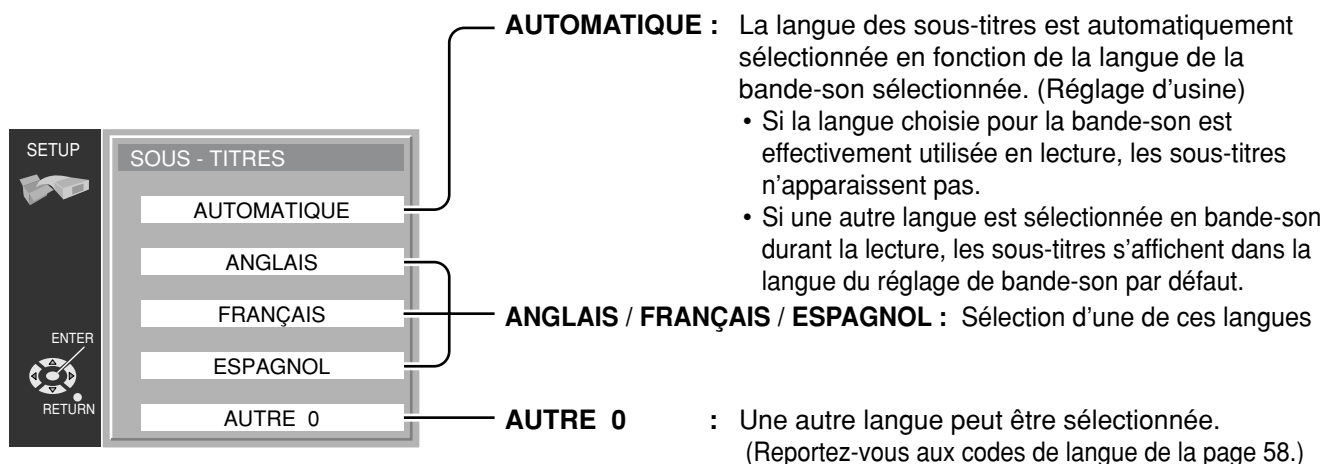 AUTOMATIQUE : La langue des sous-titres est automatiquement
sélectionnée en fonction de la langue de la
bande-son sélectionnée. (Réglage d'usine)
• Si la langue choisie pour la bande-son est
effectivement utilisée en lecture, les sous-titres
n'apparaissent pas.
• Si une autre langue est sélectionnée en bande-son
durant la lecture, les sous-titres s'affichent dans la
langue du réglage de bande-son par défaut.
ANGLAIS / FRANÇAIS / ESPAGNOL : Sélection d'une de ces langues
AUTRE 0 : Une autre langue peut être sélectionnée.
(Reportez-vous aux codes de langue de la page 58.)
SETUP
SOUS - TITRES
AUTOMATIQUE
ANGLAIS
FRANÇAIS
ESPAGNOL
AUTRE 0
ENTER
RETURN